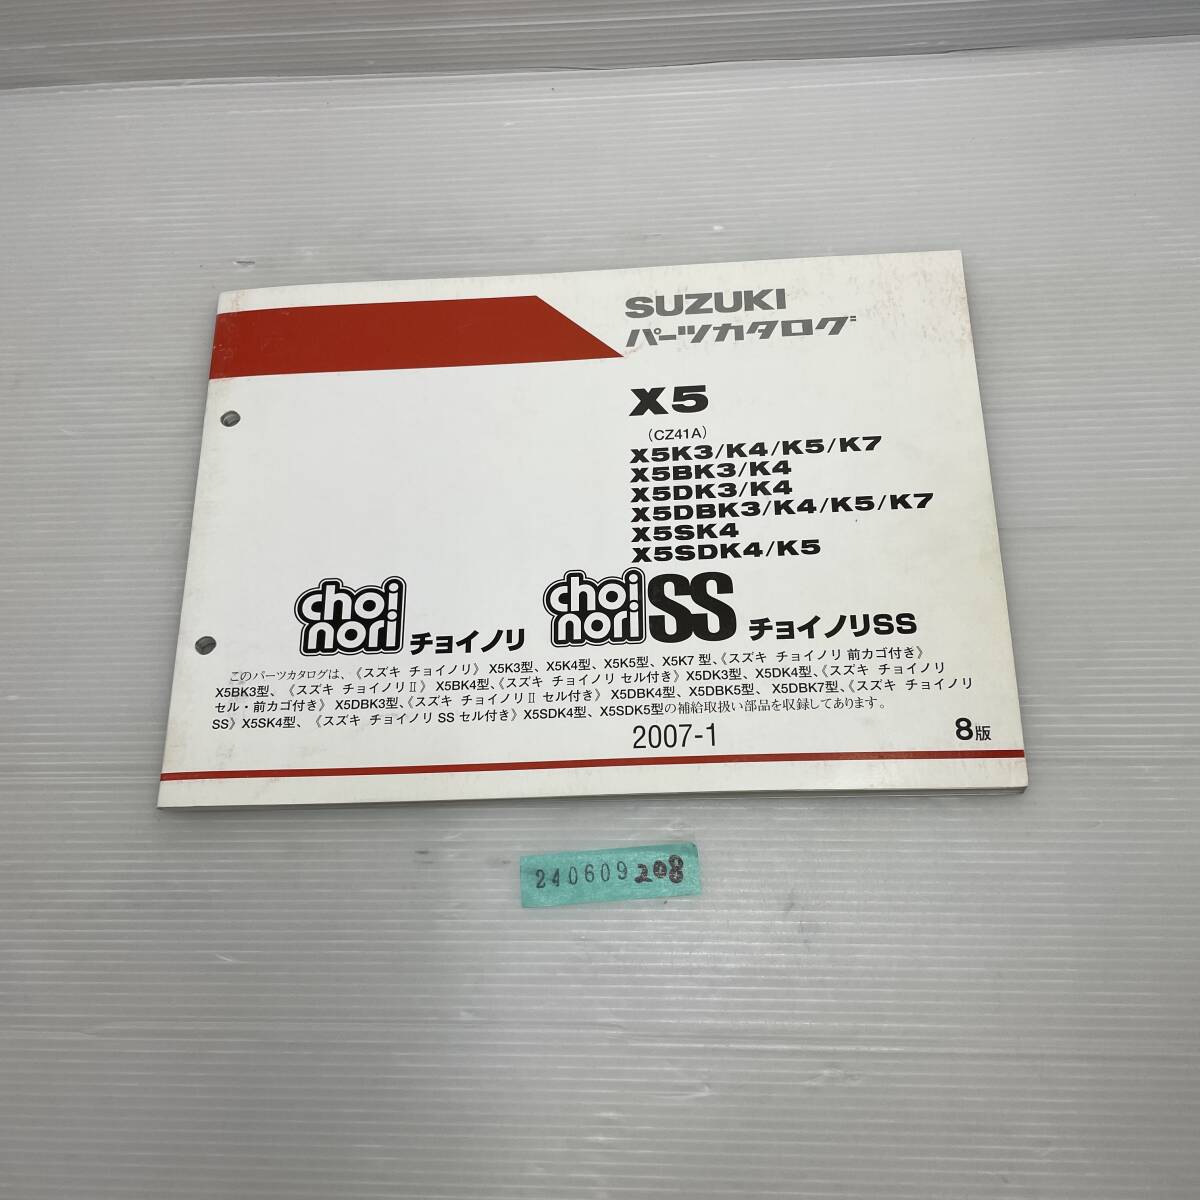 SUZUKI
パーツカタログ
X5
(CZ41A)
X5K3/K4/K5/K7
X5BK3/K4
X5DK3/K4
X5DBK3/K4/K5/K7
X5SK4
X5SDK4/K5
choi
nori
チョイノリ
choi
nori
SS
チョイノリSS
このパーツカタログは、《スズキ チョイノリ》 X5K3型、X5K4型、X5K5型、X5K7型、《スズキ チョイノリ 前カゴ付き》
X5BK3型、《スズキ チョイノリⅡ》 X5BK4型、《スズキ チョイノリ セル付き》X5DK3型、X5DK4型、《スズキ チョイノリ
セル・前カゴ付き》 X5DBK3型、《スズキ チョイノリⅡ セル付き》 X5DBK4型、X5DBK5型、 X5DBK7型、《スズキ チョイノリ
SS》X5SK4型、《スズキ チョイノリ SS セル付き》X5SDK4型、X5SDK5型の補給取扱い部品を収録してあります。
2007-1
8版
240609208